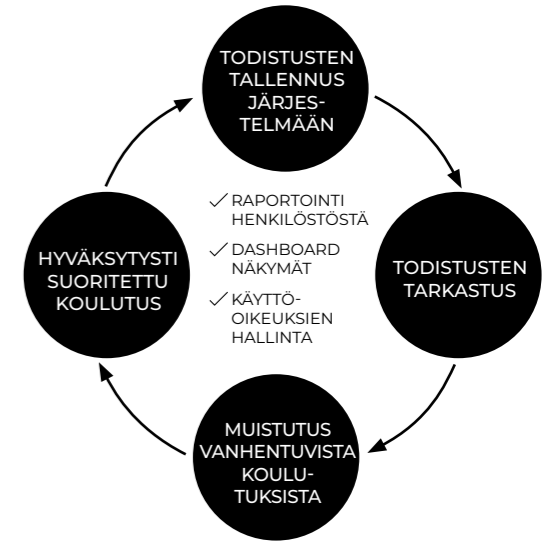 TODISTUSTEN
TALLENNUS
JÄRJES-
TELMÄÄN
RAPORTOINTI
HENKILÖSTÖSTÄ
DASHBOARD
NÄKYMÄT
KÄYTTÖ-
OIKEUKSIEN
HALLINTA
HYVÄKSYTYSTI
SUORITETTU
KOULUTUS
TODISTUSTEN
TARKASTUS
MUISTUTUS
VANHENTUVISTA
KOULU-
TUKSISTA